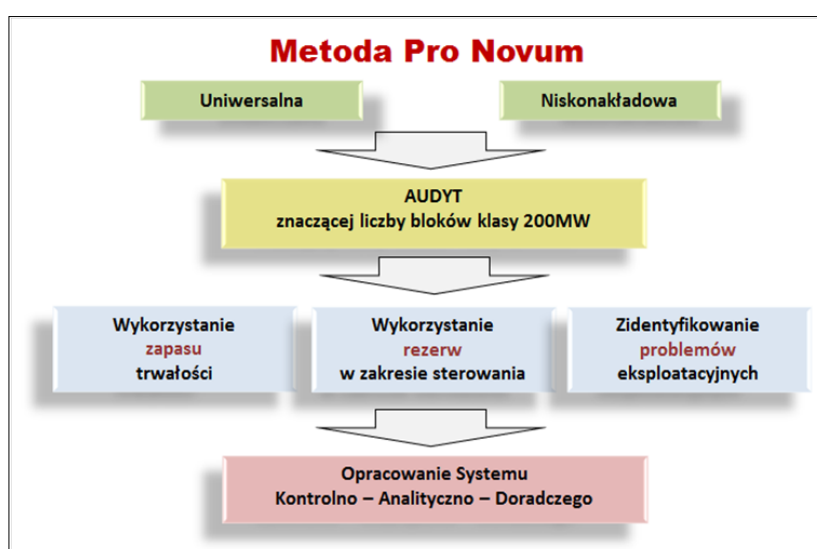 Metoda Pro Novum
Uniwersalna
Niskonakładowa
AUDYT
znaczącej liczby bloków klasy 200MW
Wykorzystanie
zapasu
trwałości
Wykorzystanie
rezerw
w zakresie sterowania
Zidentyfikowanie
problemów
eksploatacyjnych
Opracowanie Systemu
Kontrolno – Analityczno – Doradczego